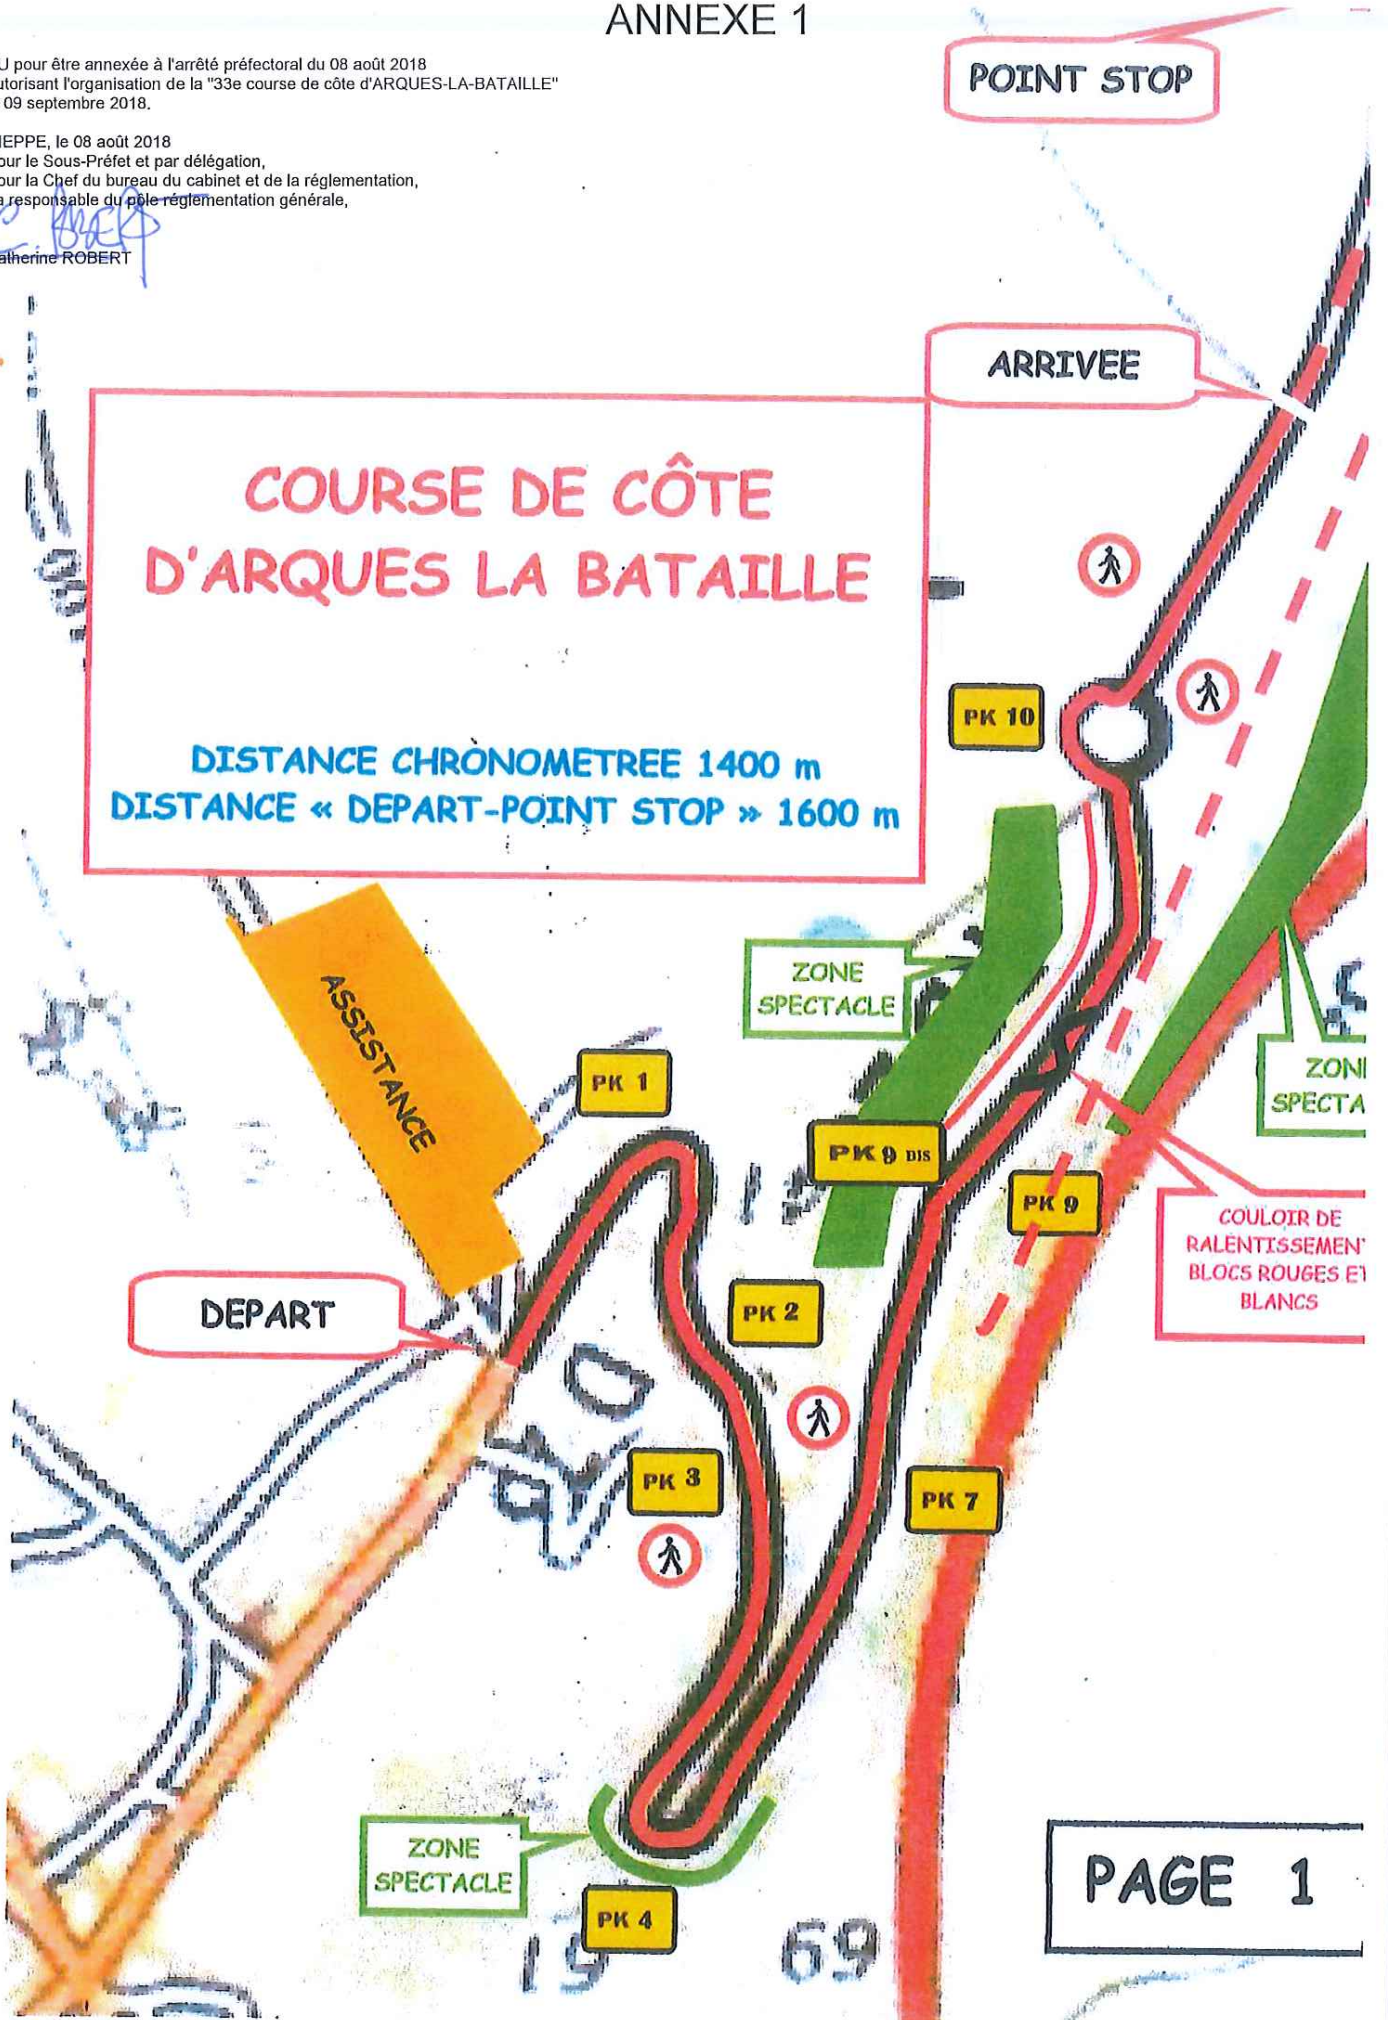 ANNEXE 1
U pour être annexée à l'arrêté préfectoral du 08 août 2018
utorisant l'organisation de la "33e course de côte d'ARQUES-LA-BATAILLE"
09 septembre 2018.
IEPPE, le 08 août 2018
our le Sous-Préfet et par délégation,
our la Chef du bureau du cabinet et de la réglementation,
a responsable du pôle réglementation générale,
atherine ROBERT
POINT STOP
ARRIVEE
COURSE DE CÔTE
D'ARQUES LA BATAILLE
DISTANCE CHRONOMETREE 1400 m
DISTANCE « DEPART-POINT STOP » 1600 m
PK 10
ASSISTANCE
ZONE
SPECTACLE
PK 1
ZON
SPECTA
PK 9 BIS
PK 9
COULOIR DE
RALENTISSEMEN
BLOCS ROUGES ET
BLANCS
DEPART
PK 2
PK 3
PK 7
ZONE
SPECTACLE
PK 4
19
69
PAGE 1